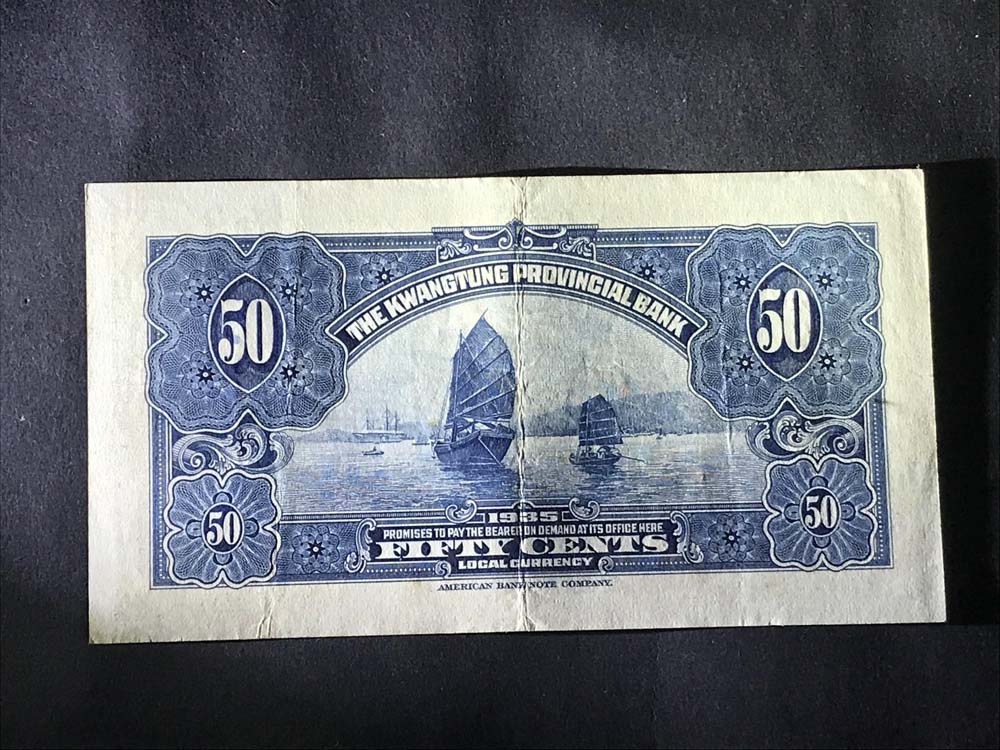 THE KWANGTUNG PROVINCIAL BANK
50
50
50
50
1935
PROMISES TO PAY THE BEARER ON DEMAND AT ITS OFFICE HERE
FIFTY CENTS
LOCAL CURRENCY
AMERICAN BANK NOTE COMPANY.